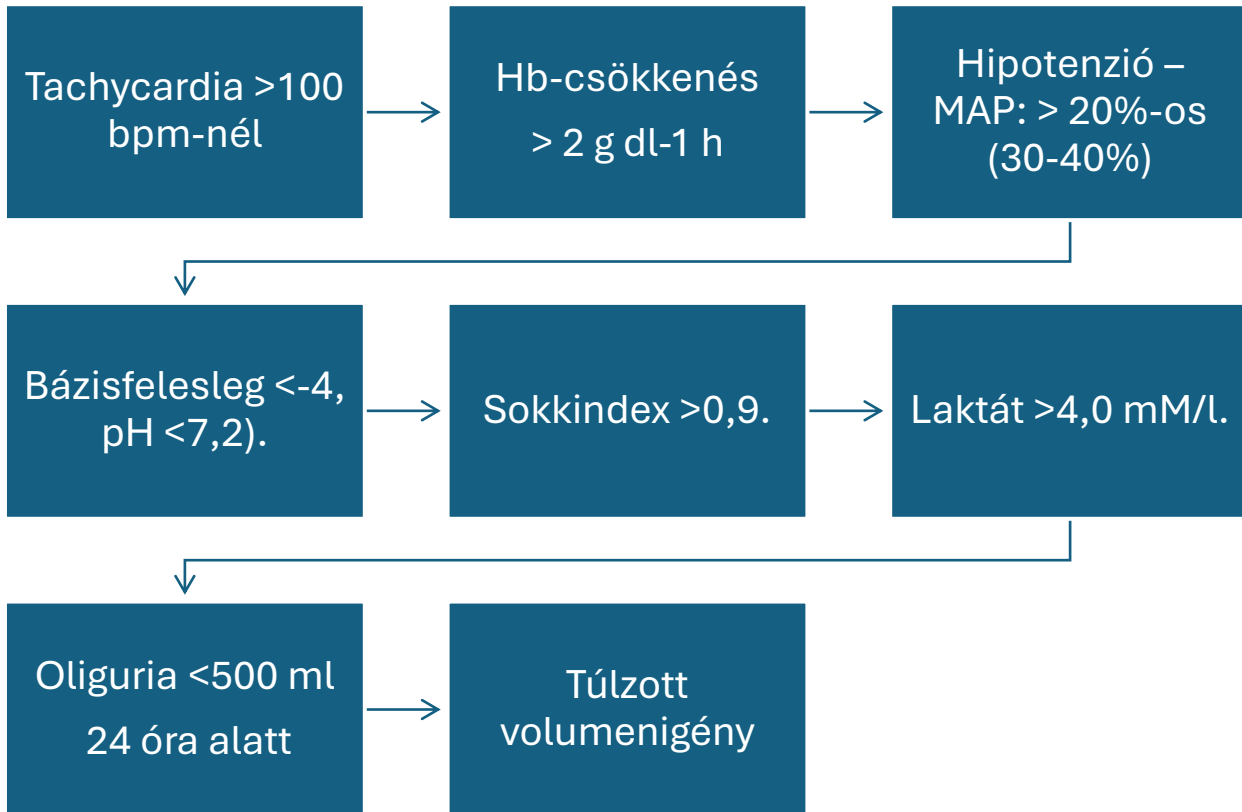 Tachycardia >100
bpm-nél
Hb-csökkenés
> 2 g dl-1 h
Hipotenzió –
MAP: > 20%-os
(30-40%)
Bázisfelesleg <-4,
pH <7,2).
Sokkindex >0,9.
Laktát >4,0 mM/l.
Oliguria <500 ml
24 óra alatt
Túlzott
volumenigény